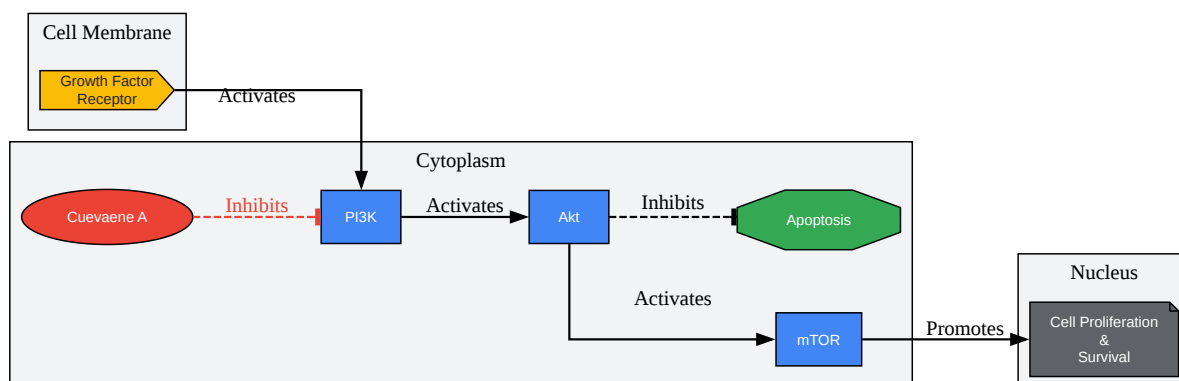 Cell Membrane
Growth Factor
Receptor
Activates
Cytoplasm
Cuevaene A
Inhibits
PI3K
Activates
Akt
Inhibits
Apoptosis
Activates
mTOR
Promotes
Nucleus
Cell Proliferation
&
Survival